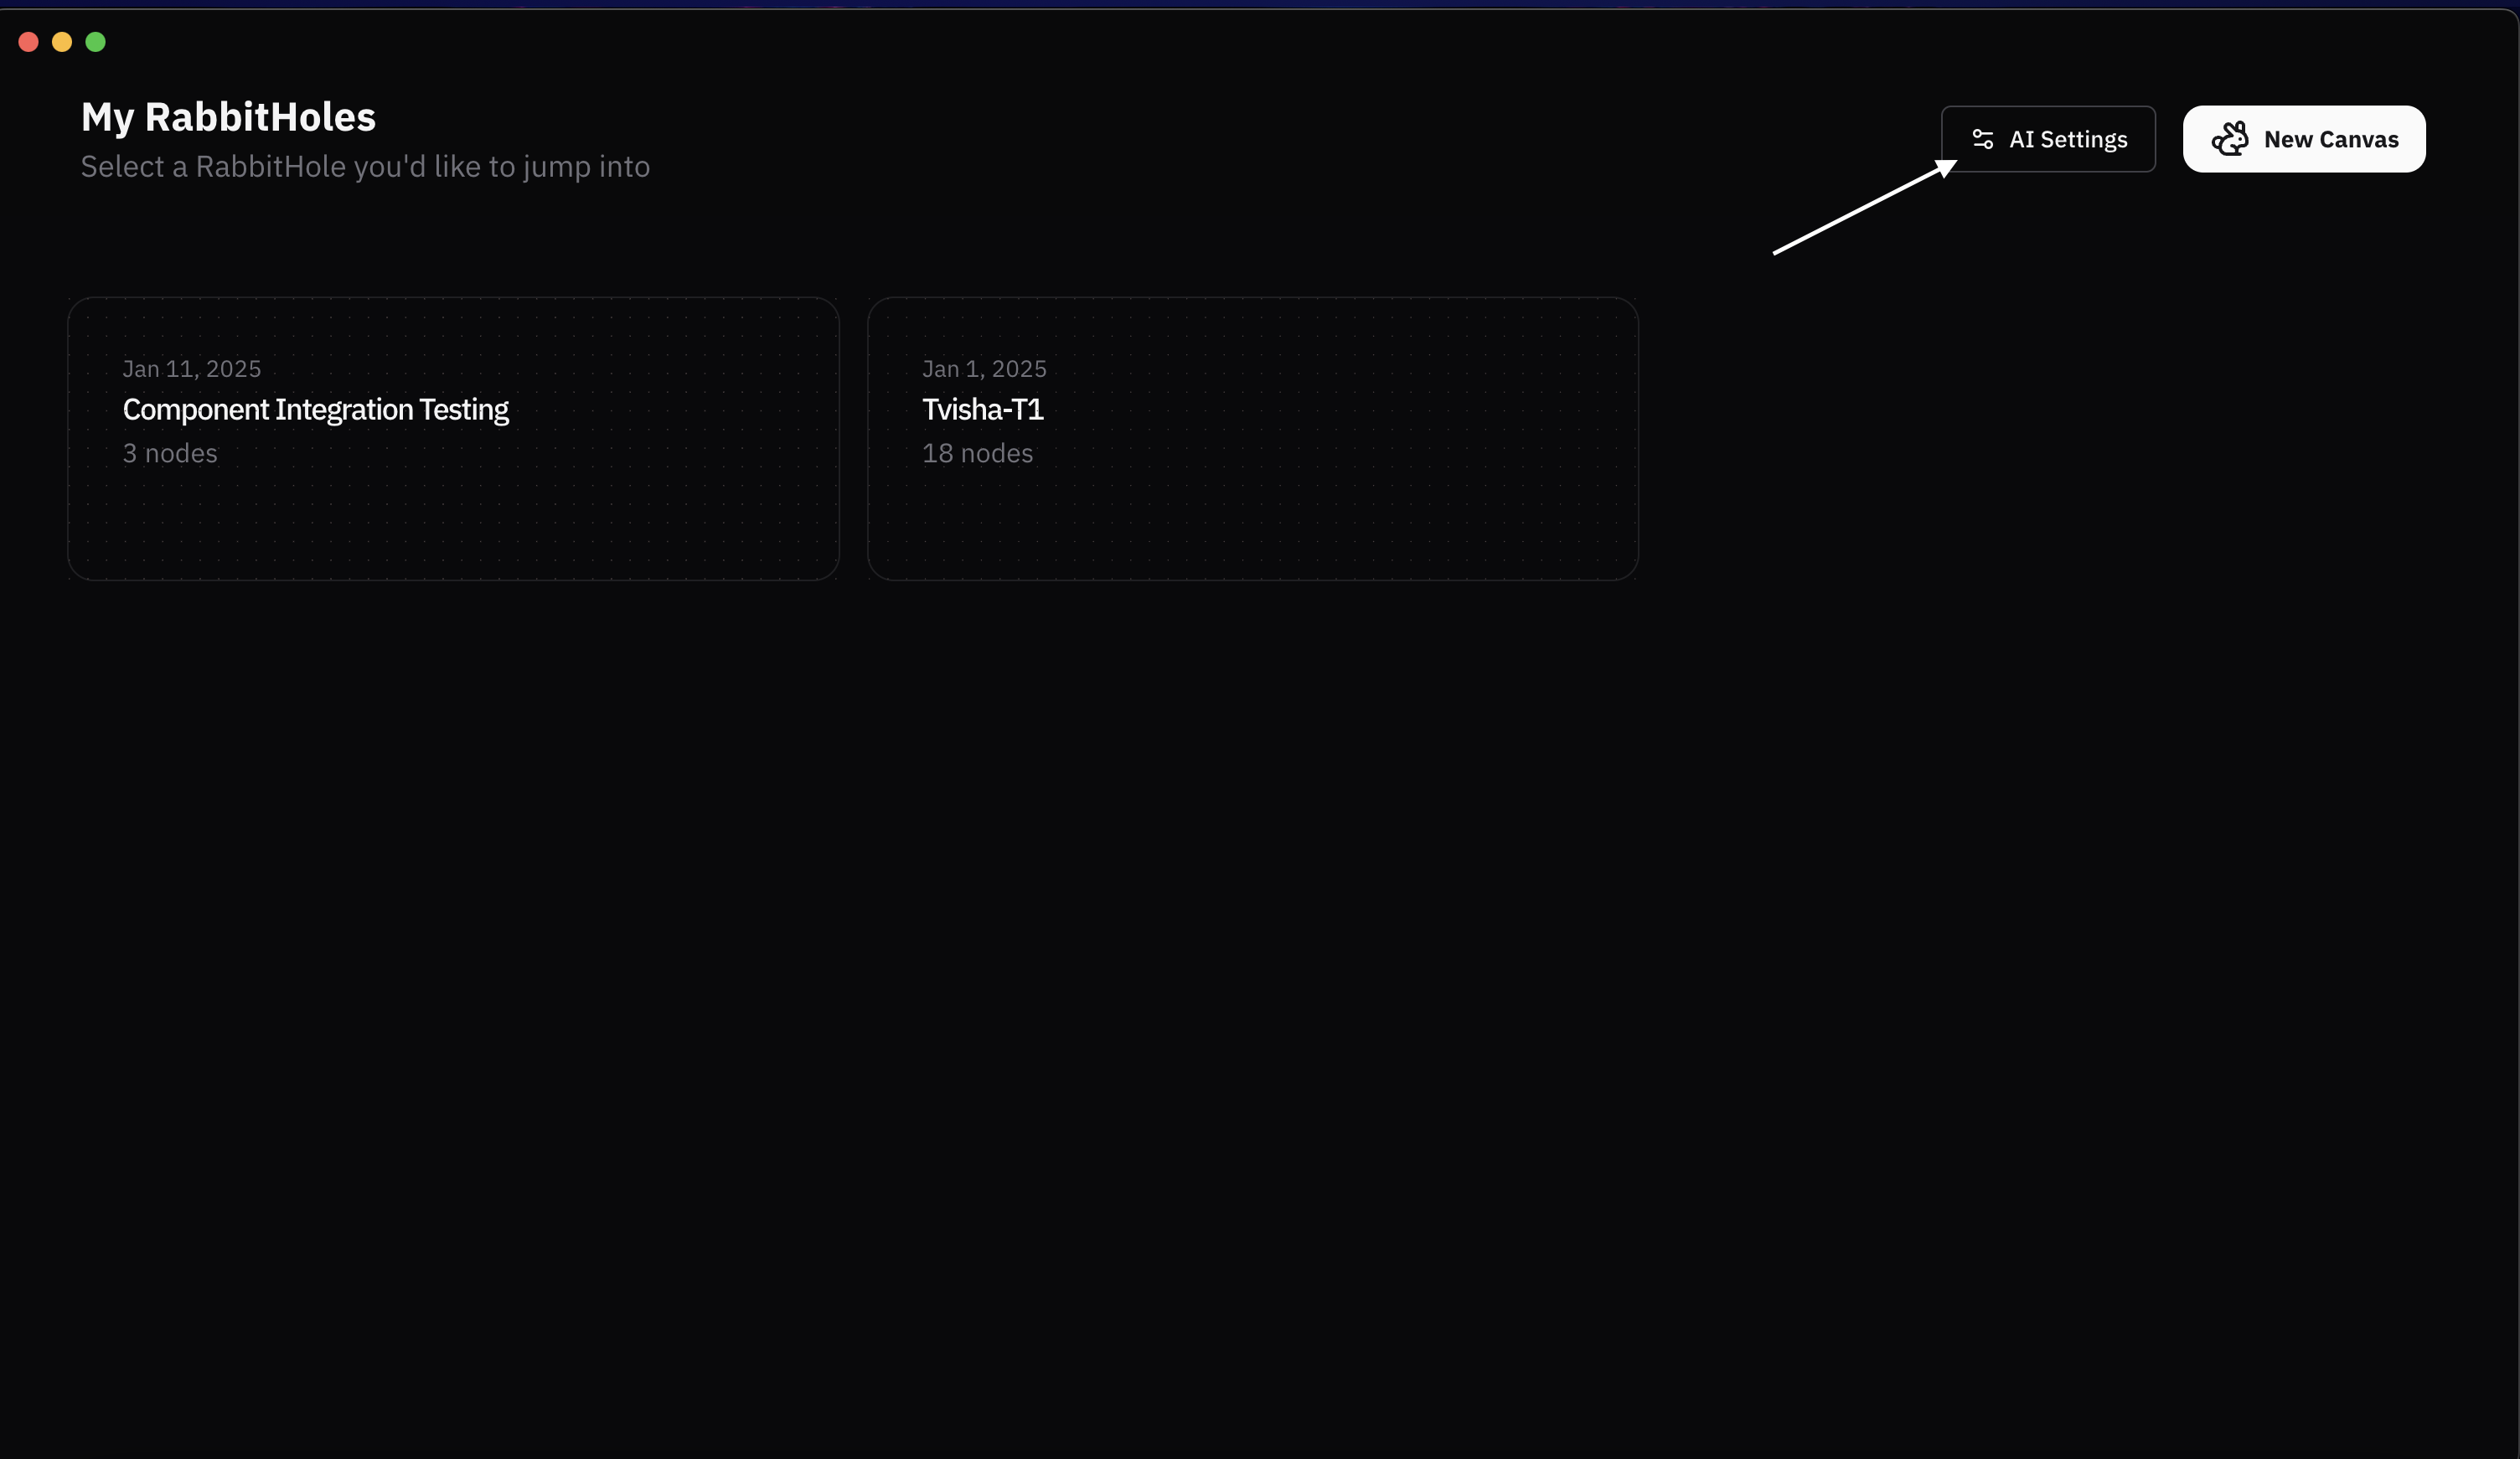 My RabbitHoles
Select a RabbitHole you'd like to jump into
AI Settings
New Canvas
Jan 11, 2025
Component Integration Testing
3 nodes
Jan 1, 2025
Tvisha-T1
18 nodes